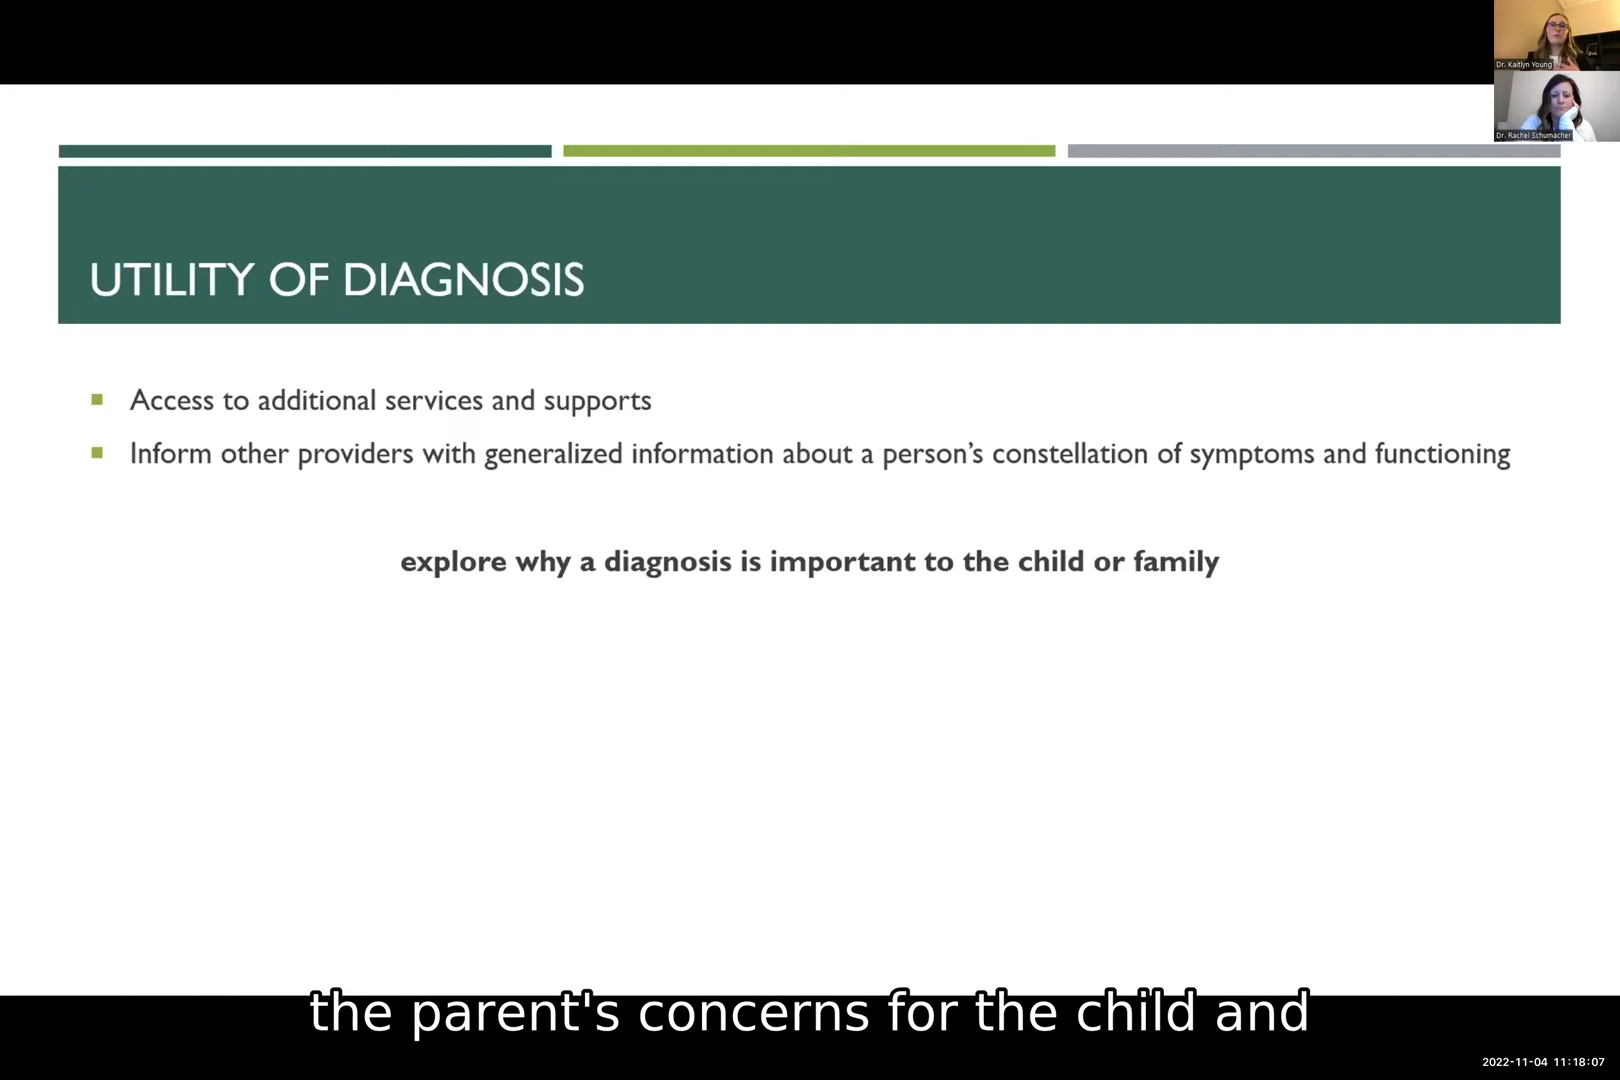 Dr. Kaitlyn Young
Dr. Rachel Schumacher
UTILITY OF DIAGNOSIS
Access to additional services and supports
Inform other providers with generalized information about a person’s constellation of symptoms and functioning
explore why a diagnosis is important to the child or family
the parent's concerns for the child and
2022-11-04 11:18:07